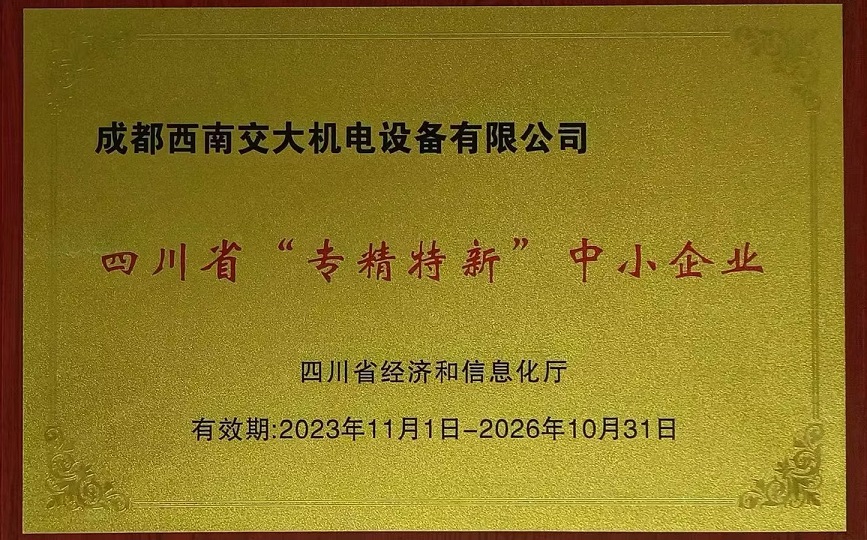 成都西南交大机电设备有限公司
四川省“专精特新”中小企业
四川省经济和信息化厅
有效期:2023年11月1日-2026年10月31日